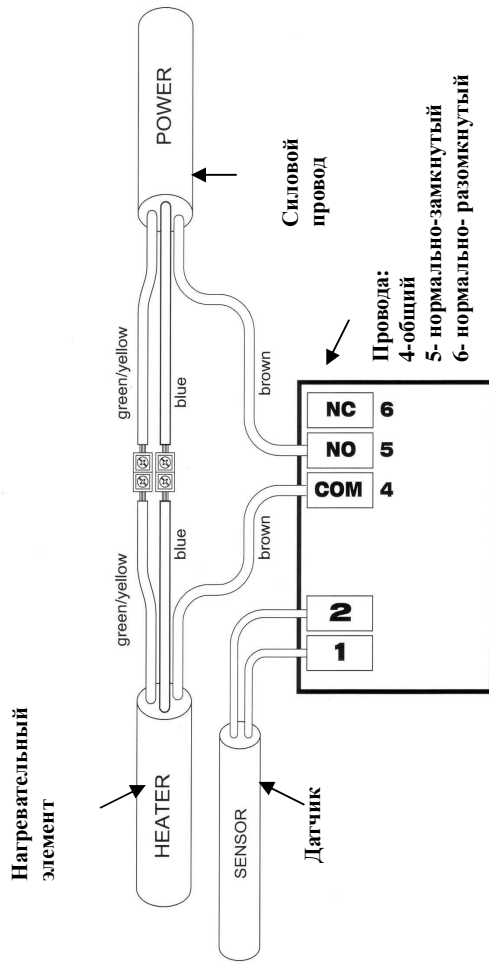 Нагревательный
элемент
HEATER
green/yellow
blue
brown
green/yellow
blue
brown
POWER
Силовой
провод
SENSOR
Датчик
1
2
COM
NO
NC
4
5
6
Провода:
4-общий
5- нормально-замкнутый
6- нормально- разомкнутый